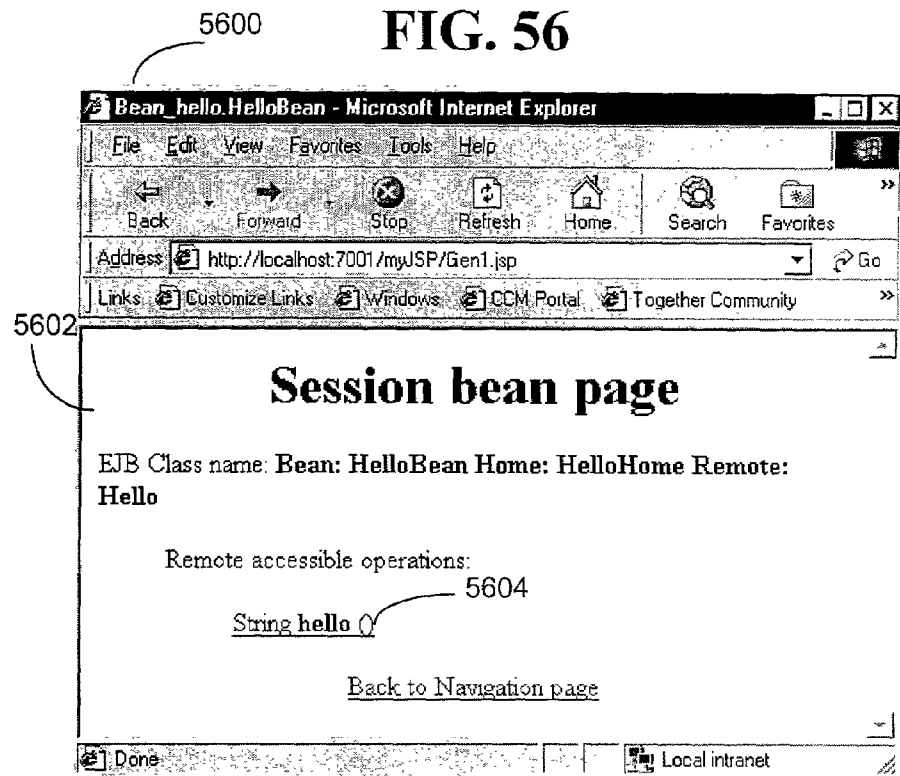 5600
FIG. 56
Bean_hello.HelloBean - Microsoft Internet Explorer
File Edit View Favorites Tools Help
Back Forward Stop Refresh Home Search Favorites »
Address http://localhost:7001/myJSP/Gen1.jsp Go
Links Customize Links Windows CCM Portal Together Community »
5602
Session bean page
EJB Class name: Bean: HelloBean Home: HelloHome Remote:
Hello
Remote accessible operations:
5604
String hello ()
Back to Navigation page
Done Local intranet